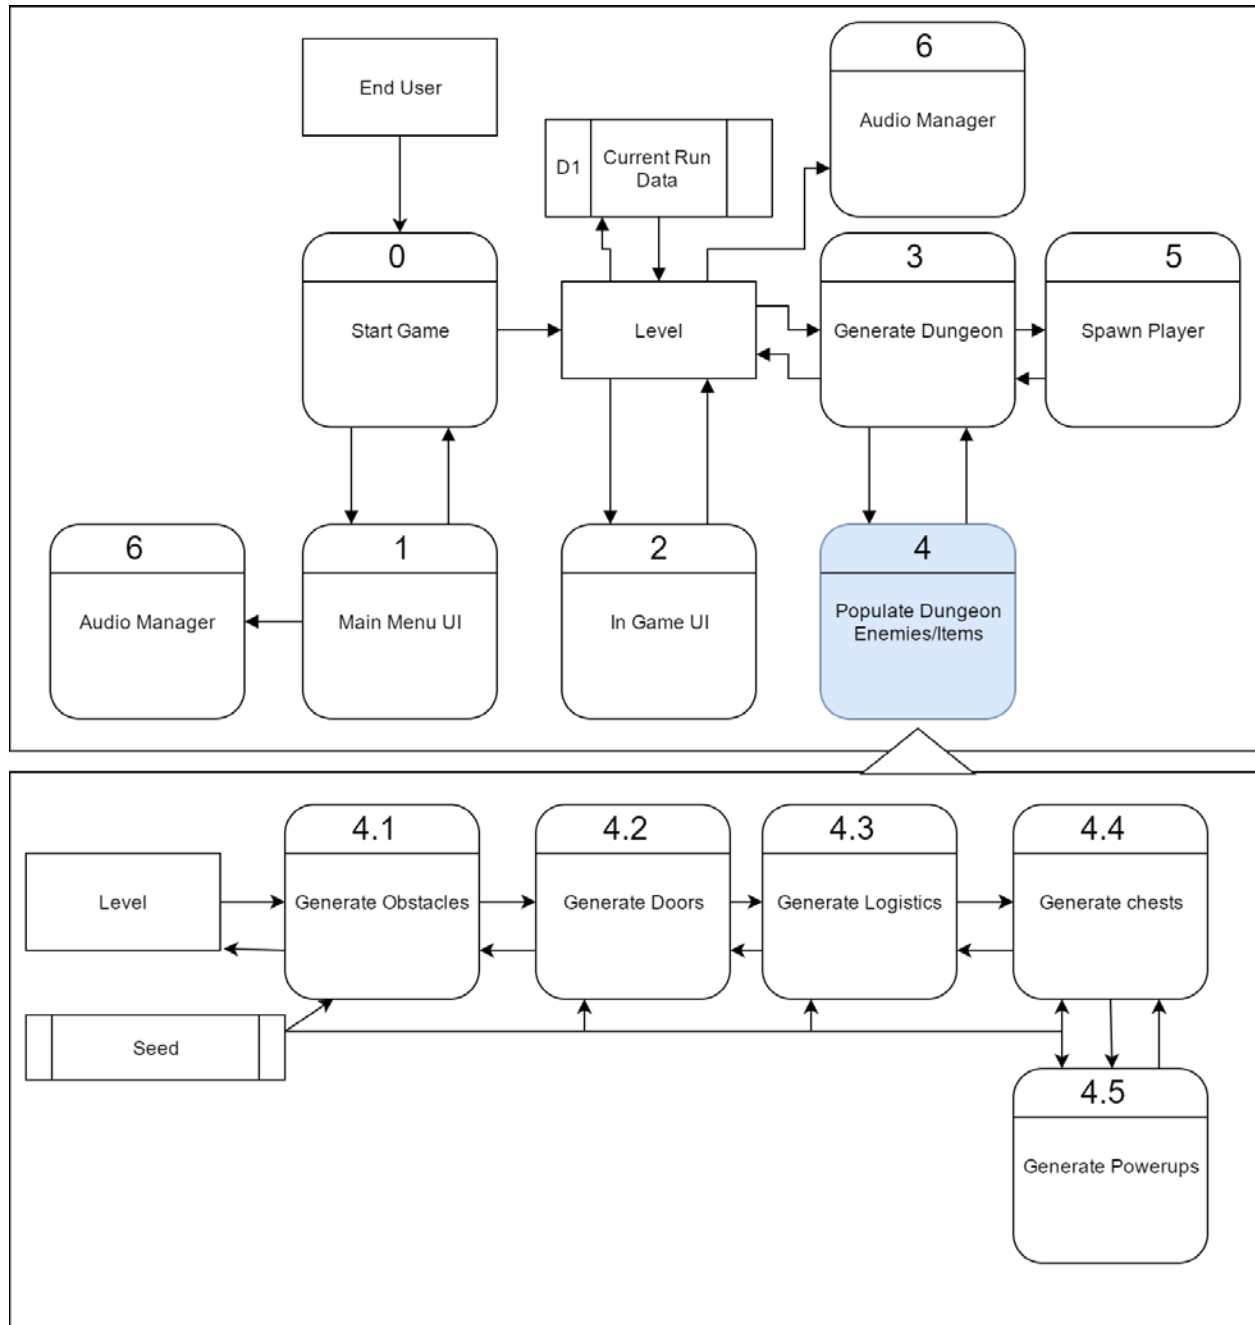 End User
6
Audio Manager
D1
Current Run
Data
0
Start Game
Level
3
Generate Dungeon
5
Spawn Player
6
Audio Manager
1
Main Menu UI
2
In Game UI
4
Populate Dungeon
Enemies/Items
Level
4.1
Generate Obstacles
4.2
Generate Doors
4.3
Generate Logistics
4.4
Generate chests
Seed
4.5
Generate Powerups